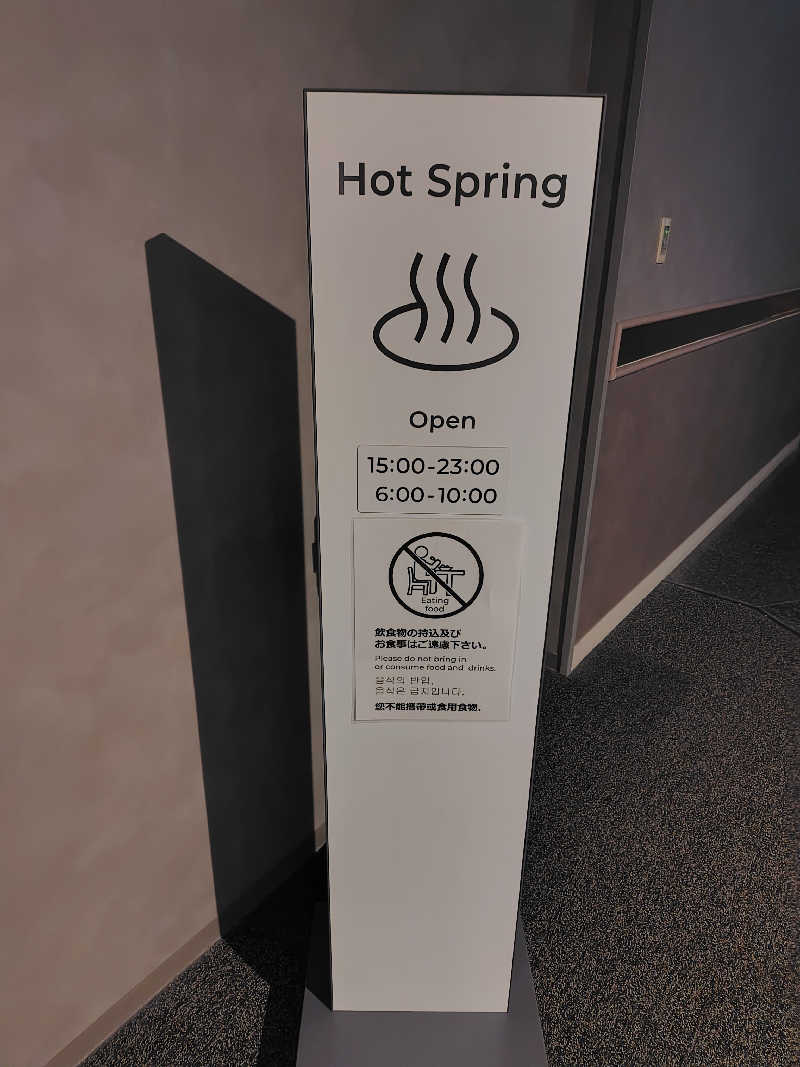 Hot Spring
Open
15:00-23:00
6:00-10:00
Eating
food
飲食物の持込及び
お食事はご遠慮下さい。
Please do not bring in
or consume food and drinks.
음식의 반입,
음식은 금지입니다.
您不能攜帶或食用食物.